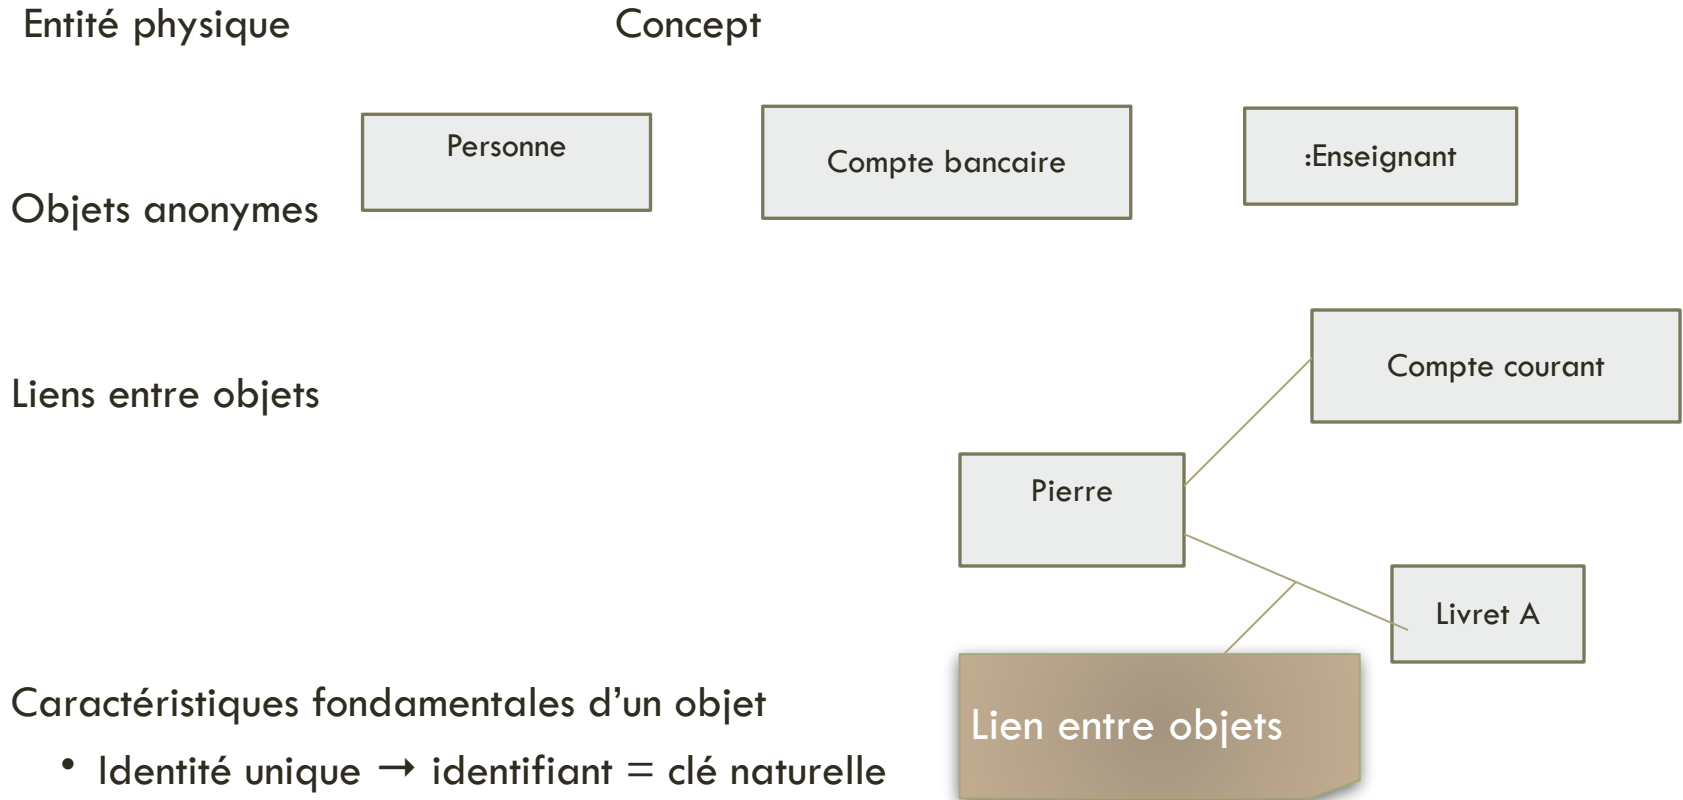 Entité physique
Concept
Personne
Compte bancaire
:Enseignant
Objets anonymes
Compte courant
Liens entre objets
Pierre
Livret A
Caractéristiques fondamentales d’un objet
Lien entre objets
• Identité unique → identifiant = clé naturelle